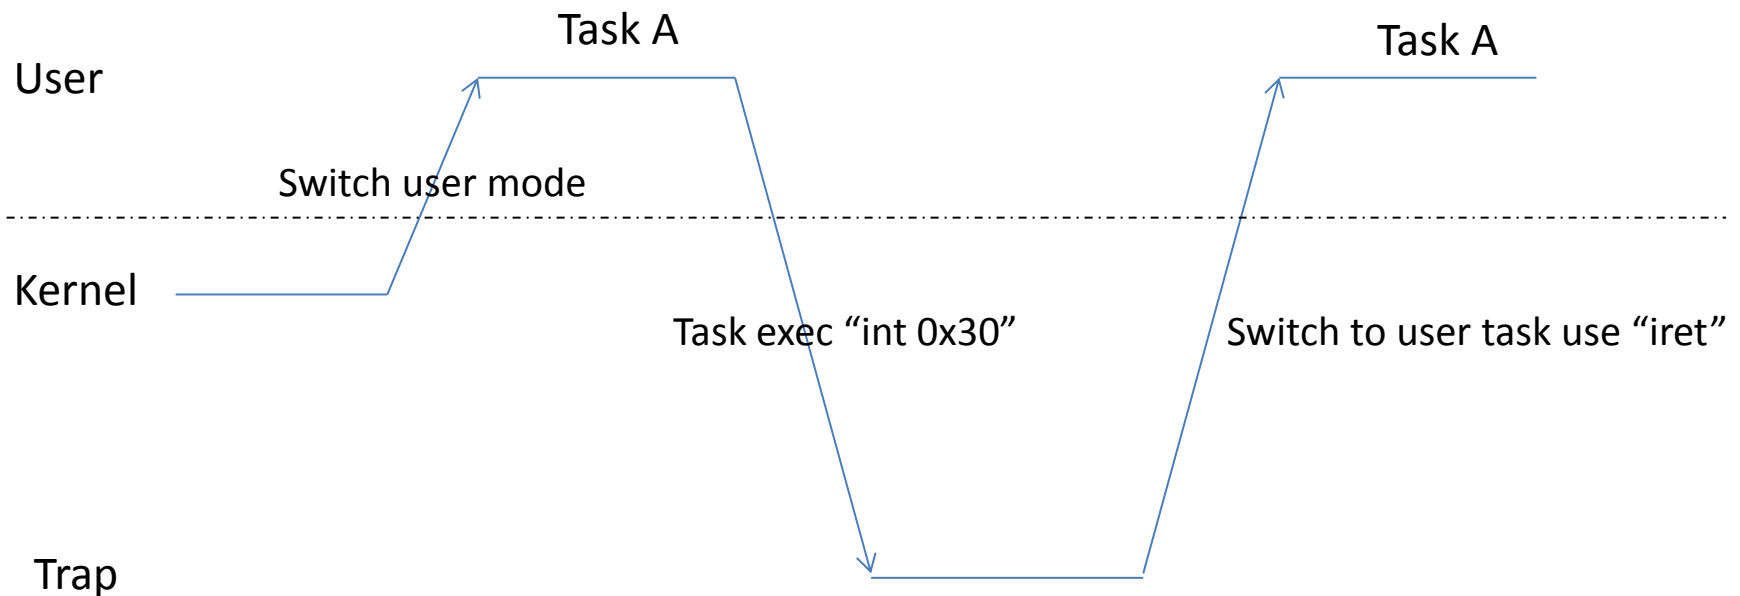 Task A
Task A
User
Switch user mode
Kernel
Task exec “int 0x30”
Switch to user task use “iret”
Trap